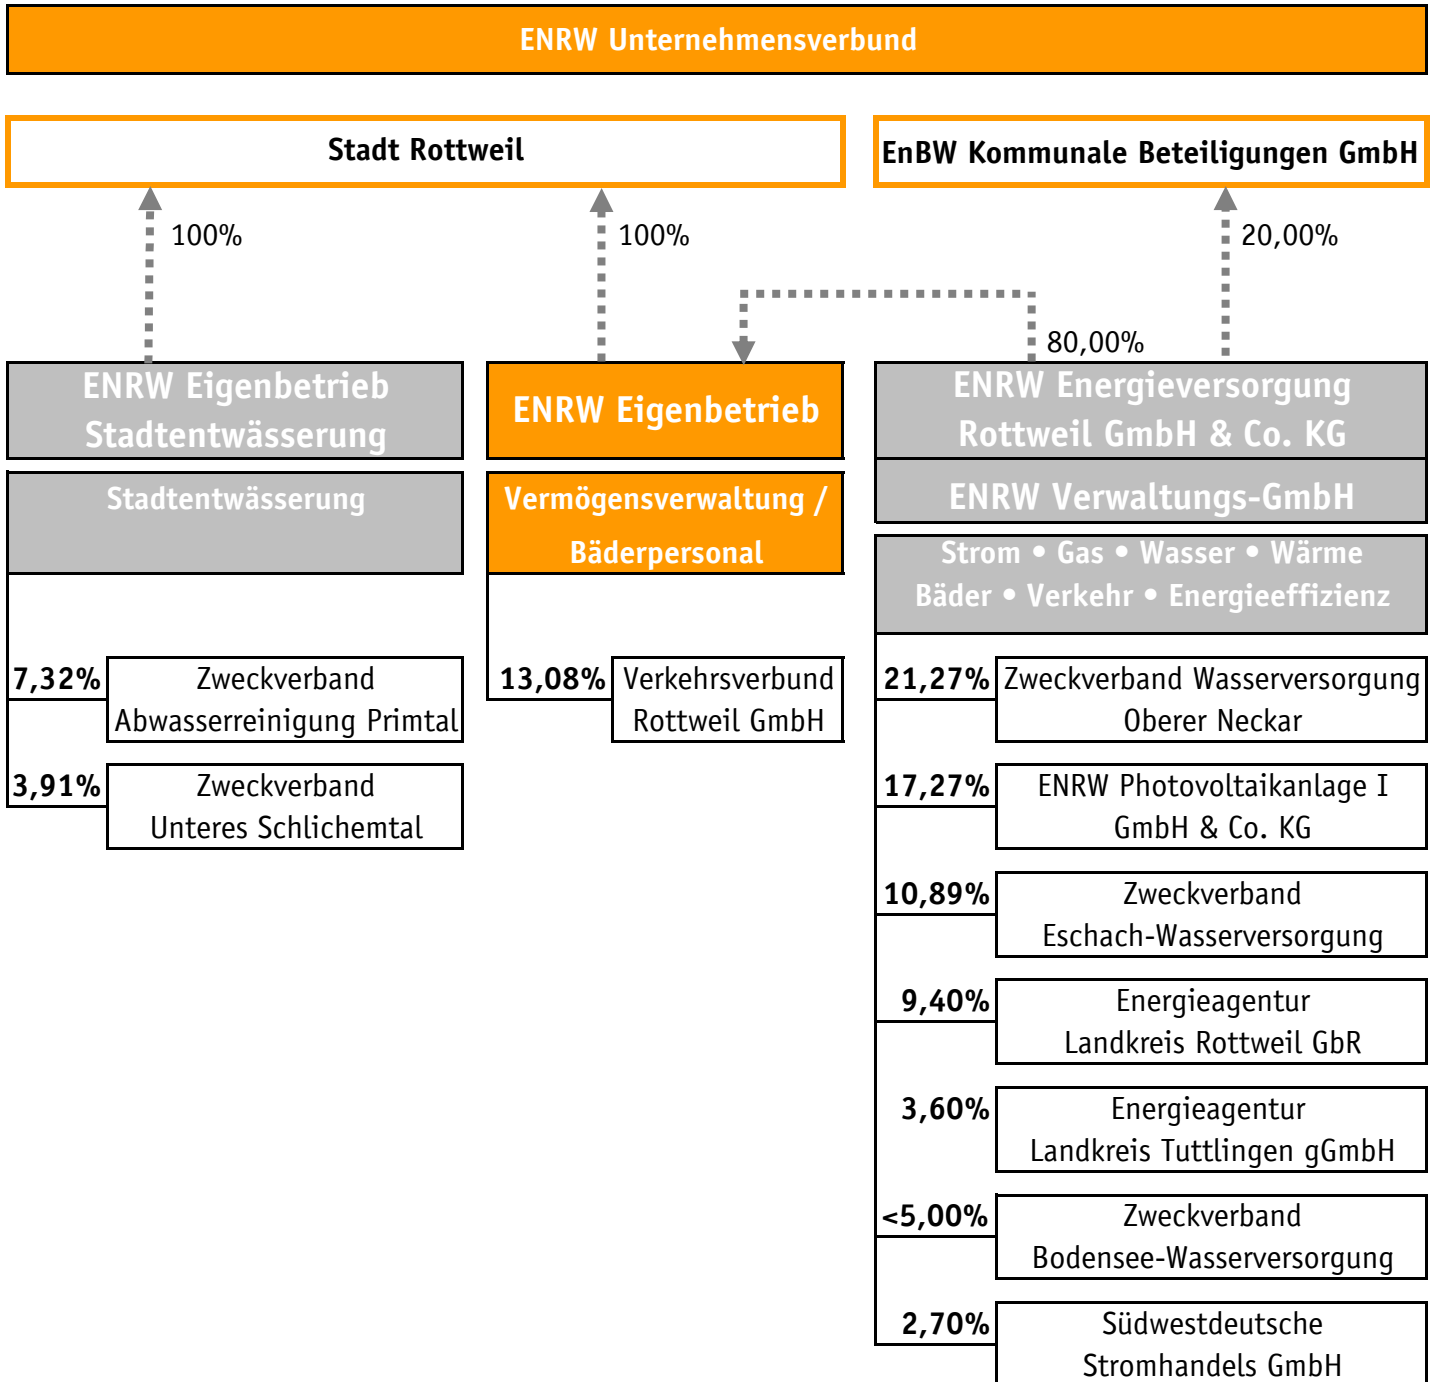 ENRW Unternehmensverbund
Stadt Rottweil
EnBW Kommunale Beteiligungen GmbH
100%
100%
20,00%
80,00%
ENRW Eigenbetrieb
Stadtentwässerung
Stadtentwässerung
7,32%
Zweckverband
Abwasserreinigung Primtal
3,91%
Zweckverband
Unteres Schlichemtal
ENRW Eigenbetrieb
Vermögensverwaltung /
Bäderpersonal
13,08%
Verkehrsverbund
Rottweil GmbH
ENRW Energieversorgung
Rottweil GmbH & Co. KG
ENRW Verwaltungs-GmbH
Strom • Gas • Wasser • Wärme
Bäder • Verkehr • Energieeffizienz
21,27%
Zweckverband Wasserversorgung
Oberer Neckar
17,27%
ENRW Photovoltaikanlage I
GmbH & Co. KG
10,89%
Zweckverband
Eschach-Wasserversorgung
9,40%
Energieagentur
Landkreis Rottweil GbR
3,60%
Energieagentur
Landkreis Tuttlingen gGmbH
<5,00%
Zweckverband
Bodensee-Wasserversorgung
2,70%
Südwestdeutsche
Stromhandels GmbH